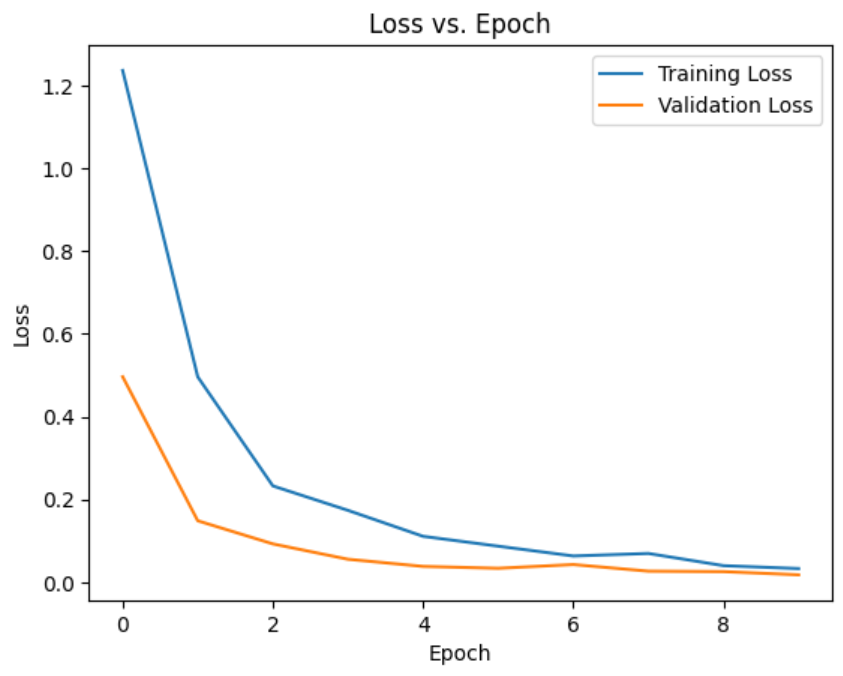 Loss vs. Epoch
Training Loss
Validation Loss
1.2
1.0
0.8
0.6
0.4
0.2
0.0
Loss
0 2 4 6 8
Epoch